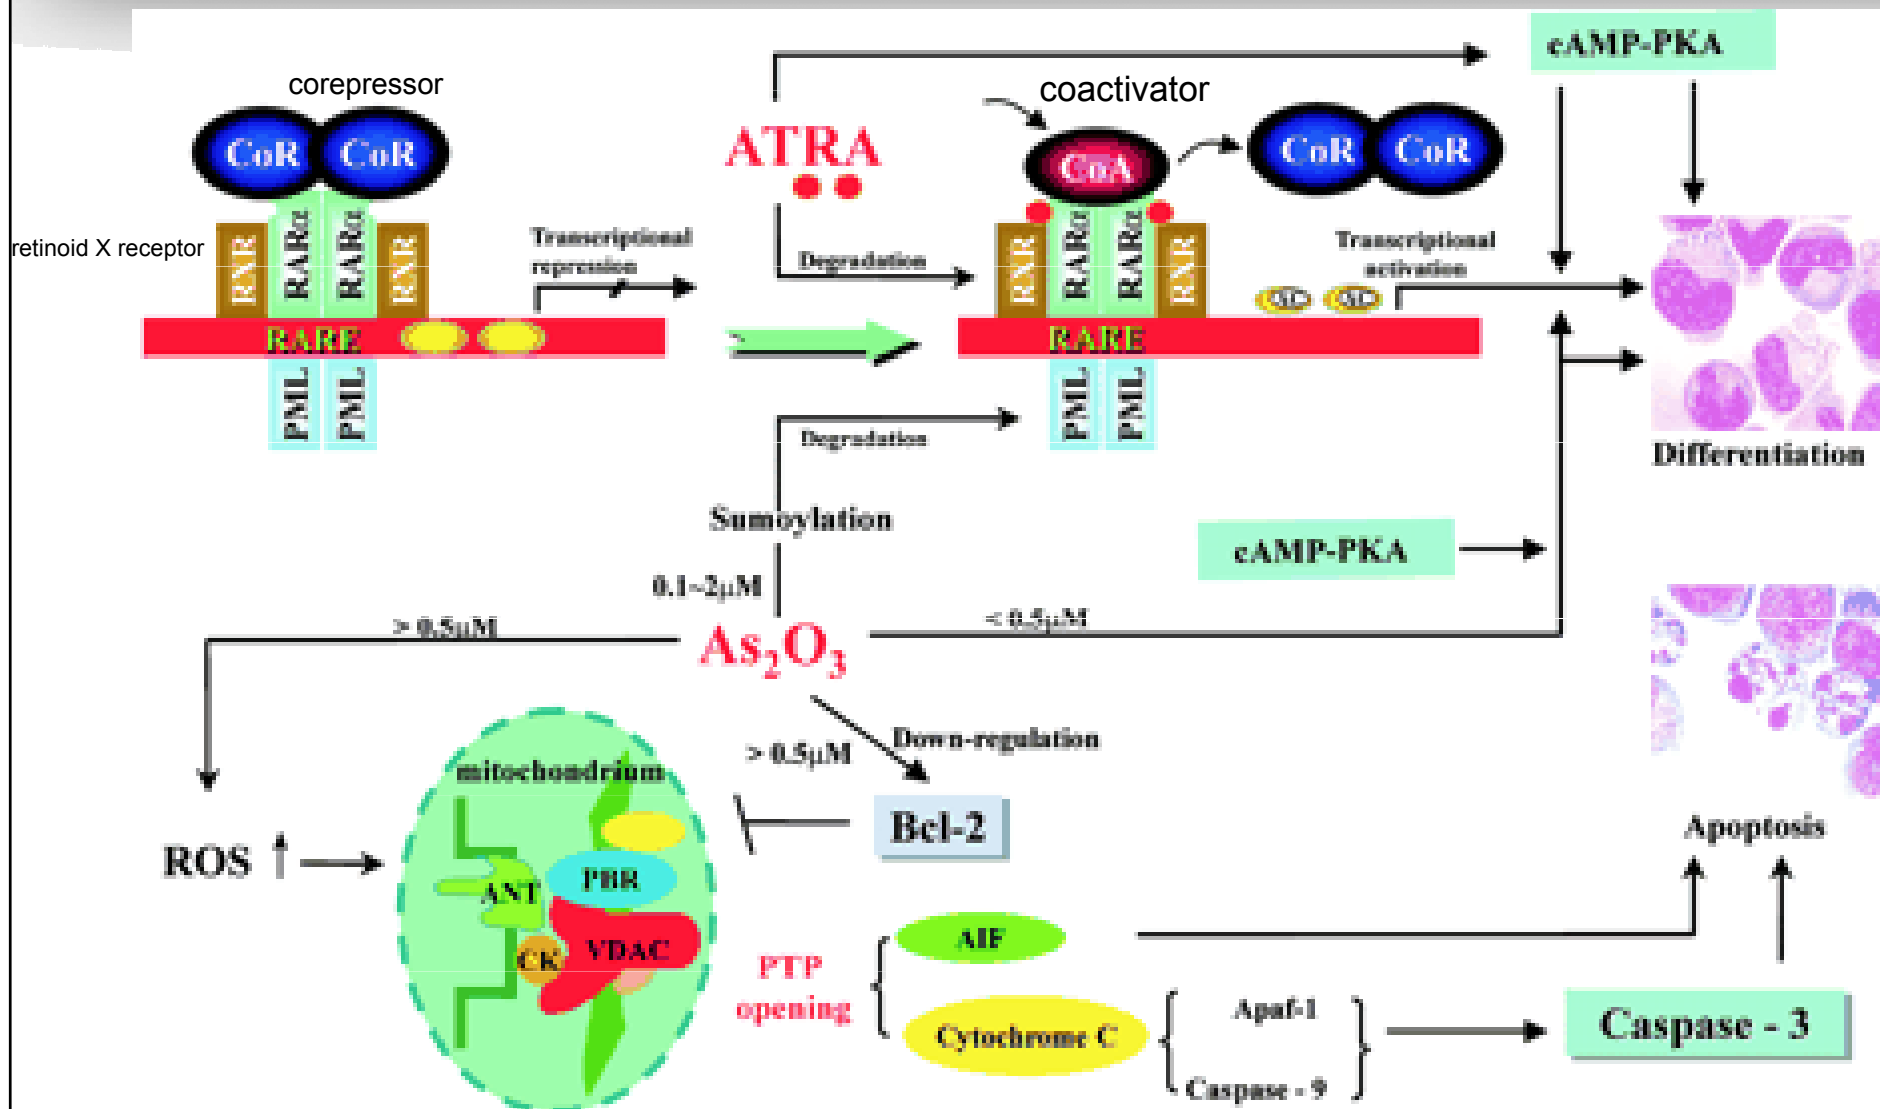 cAMP-PKA
corepressor
coactivator
CoR
CoR
ATRA
CoA
CoR
CoR
retinoid X receptor
RXR
RARα
RARα
RXR
Transcriptional
repression
Degradation
RXR
RARα
RARα
RXR
Transcriptional
activation
RARE
RARE
PML
PML
Degradation
PML
PML
Differentiation
Sumoylation
cAMP-PKA
0.1~2μM
> 0.5μM
< 0.5μM
As₂O₃
Down-regulation
> 0.5μM
mitochondrium
Bcl-2
Apoptosis
ROS ↑
ANT
PBR
AIF
CK
VDAC
PTP
opening
Cytochrome C
Apaf-1
Caspase - 9
Caspase - 3